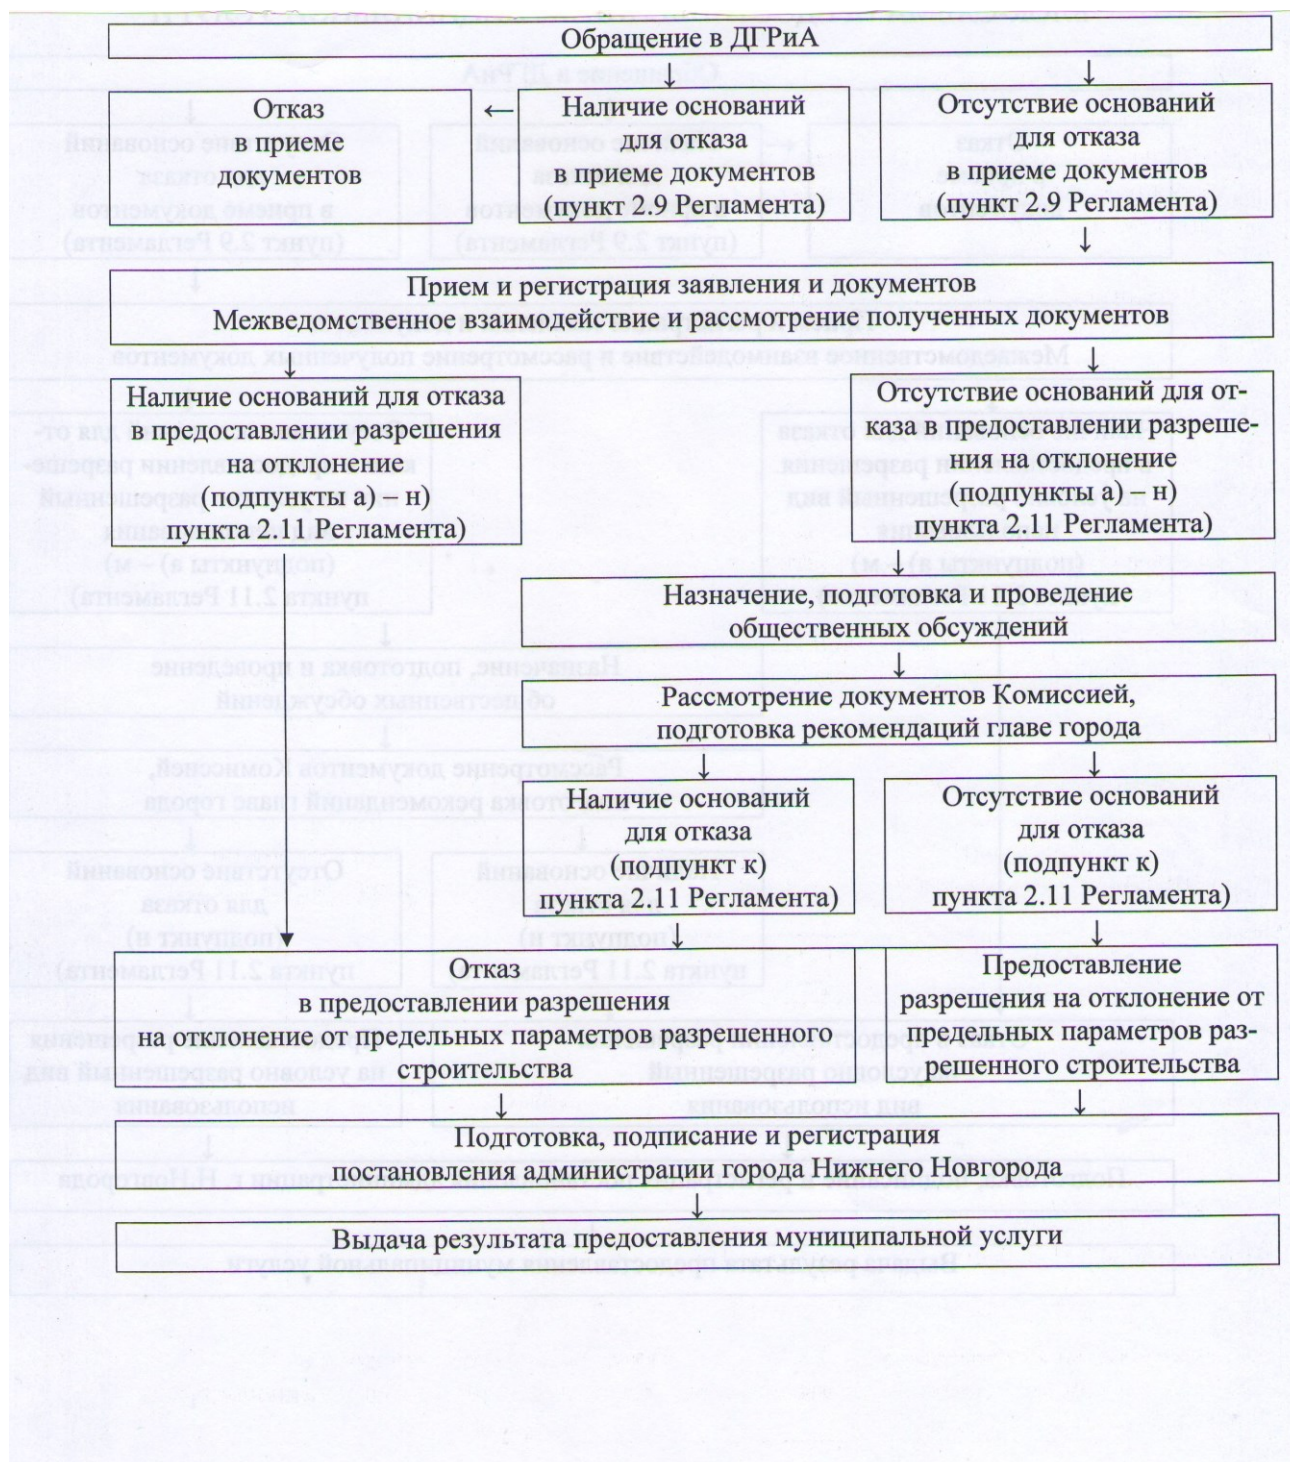 Обращение в ДГРиА
↓
↓
Отказ
в приеме
документов
←
Наличие оснований
для отказа
в приеме документов
(пункт 2.9 Регламента)
Отсутствие оснований
для отказа
в приеме документов
(пункт 2.9 Регламента)
↓
Прием и регистрация заявления и документов
Межведомственное взаимодействие и рассмотрение полученных документов
↓
↓
Наличие оснований для отказа
в предоставлении разрешения
на отклонение
(подпункты а) – н)
пункта 2.11 Регламента)
Отсутствие оснований для от-
каза в предоставлении разреше-
ния на отклонение
(подпункты а) – н)
пункта 2.11 Регламента)
↓
Назначение, подготовка и проведение
общественных обсуждений
↓
Рассмотрение документов Комиссией,
подготовка рекомендаций главе города
↓
↓
Наличие оснований
для отказа
(подпункт к)
пункта 2.11 Регламента)
Отсутствие оснований
для отказа
(подпункт к)
пункта 2.11 Регламента)
↓
↓
Отказ
в предоставлении разрешения
на отклонение от предельных параметров разрешенного
строительства
Предоставление
разрешения на отклонение от
предельных параметров раз-
решенного строительства
↓
↓
Подготовка, подписание и регистрация
постановления администрации города Нижнего Новгорода
↓
Выдача результата предоставления муниципальной услуги